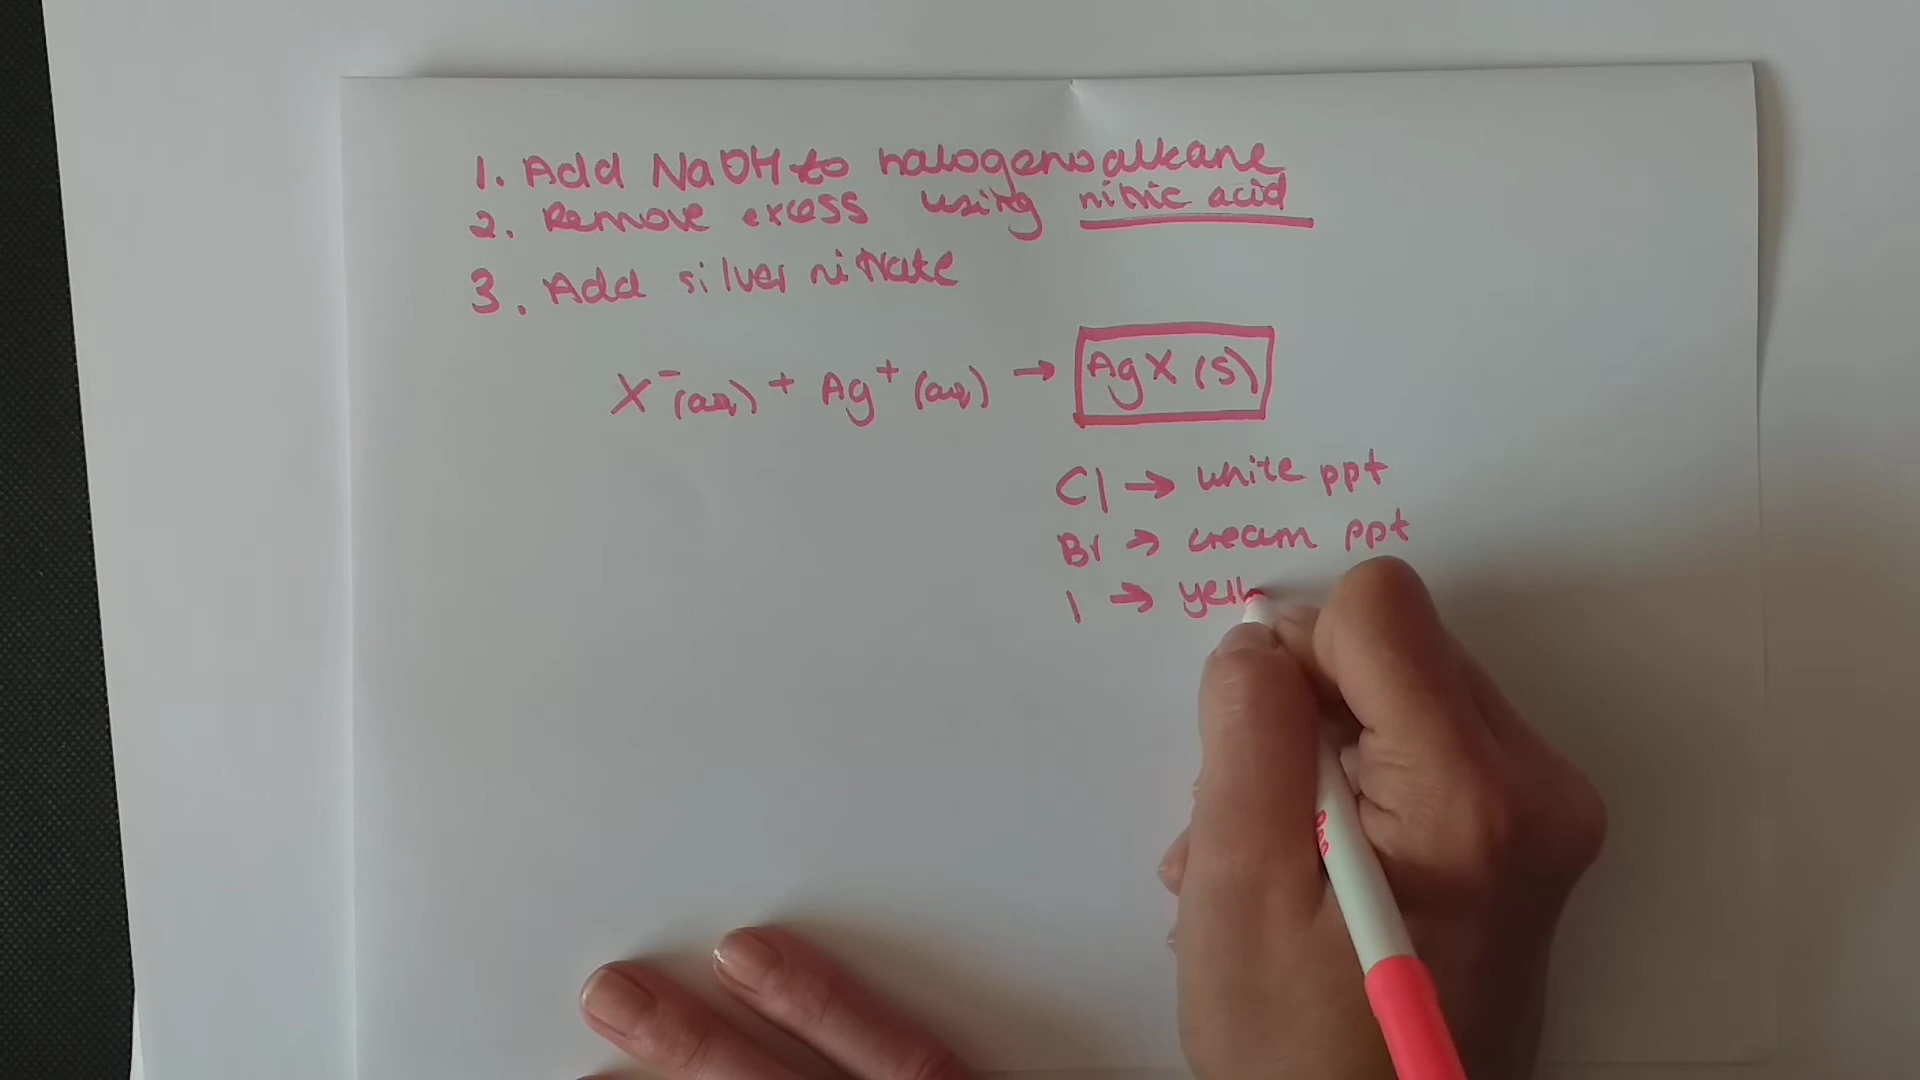 1. Add NaOH to halogenoalkane
2. Remove excess using nitric acid
3. Add silver nitrate
X⁻(aq) + Ag⁺(aq) → AgX(s)
Cl → white ppt
Br → cream ppt
I → yell
Pen